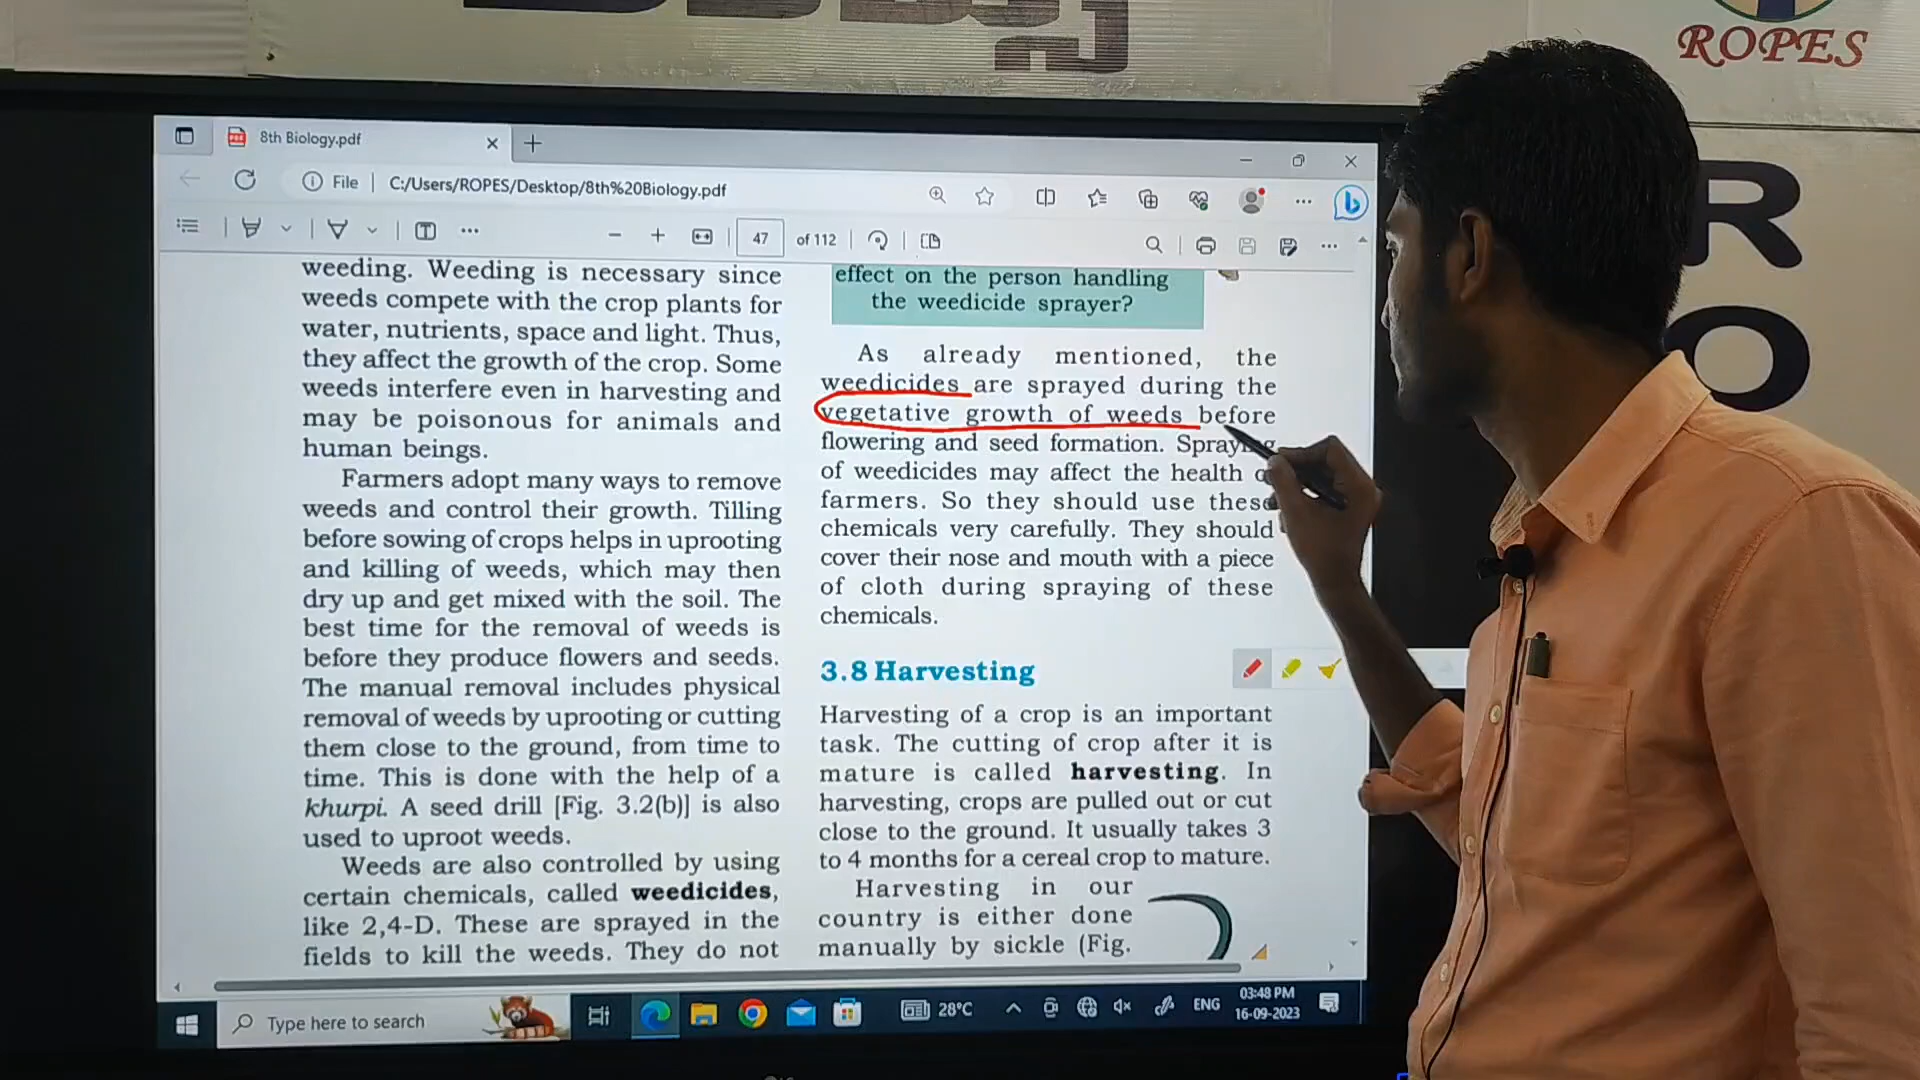 ROPES
R
O
8th Biology.pdf
File
C:/Users/ROPES/Desktop/8th%20Biology.pdf
47
of 112
weeding. Weeding is necessary since
weeds compete with the crop plants for
water, nutrients, space and light. Thus,
they affect the growth of the crop. Some
weeds interfere even in harvesting and
may be poisonous for animals and
human beings.
Farmers adopt many ways to remove
weeds and control their growth. Tilling
before sowing of crops helps in uprooting
and killing of weeds, which may then
dry up and get mixed with the soil. The
best time for the removal of weeds is
before they produce flowers and seeds.
The manual removal includes physical
removal of weeds by uprooting or cutting
them close to the ground, from time to
time. This is done with the help of a
khurpi. A seed drill [Fig. 3.2(b)] is also
used to uproot weeds.
Weeds are also controlled by using
certain chemicals, called weedicides,
like 2,4-D. These are sprayed in the
fields to kill the weeds. They do not
effect on the person handling
the weedicide sprayer?
As already mentioned, the
weedicides are sprayed during the
vegetative growth of weeds before
flowering and seed formation.
of weedicides may affect the health
farmers. So they should use these
chemicals very carefully. They should
cover their nose and mouth with a piece
of cloth during spraying of these
chemicals.
3.8 Harvesting
Harvesting of a crop is an important
task. The cutting of crop after it is
mature is called harvesting. In
harvesting, crops are pulled out or cut
close to the ground. It usually takes 3
to 4 months for a cereal crop to mature.
Harvesting in our
country is either done
manually by sickle (Fig.
Type here to search
28°C
ENG
03:48 PM
16-09-2023